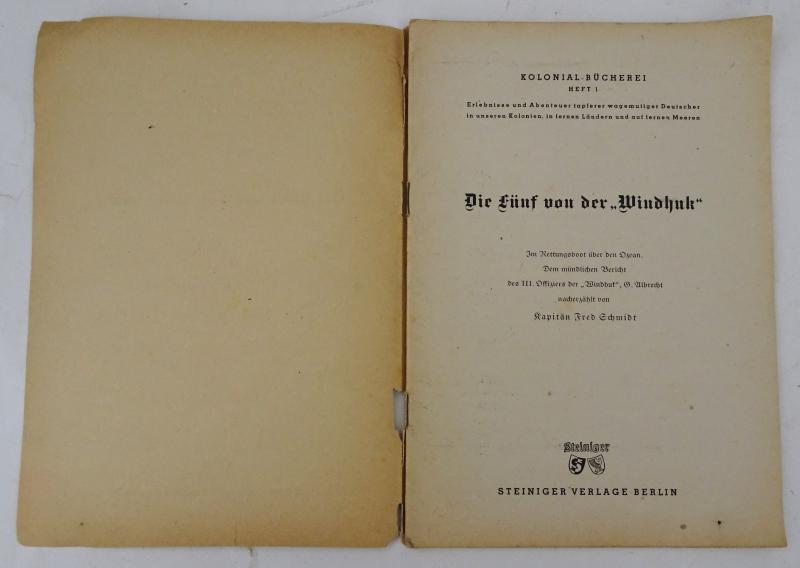 KOLONIAL-BÜCHEREI
HEFT 1
Erlebnisse und Abenteuer tapferer wagemutiger Deutscher
in unseren Kolonien, in fernen Ländern und auf fernen Meeren
Die Fünf von der „Windhuk“
Im Rettungsboot über den Ozean.
Dem mündlichen Bericht
des III. Offiziers der „Windhuk“, G. Albrecht
nacherzählt von
Kapitän Fred Schmidt
Steiniger
STEINIGER VERLAGE BERLIN